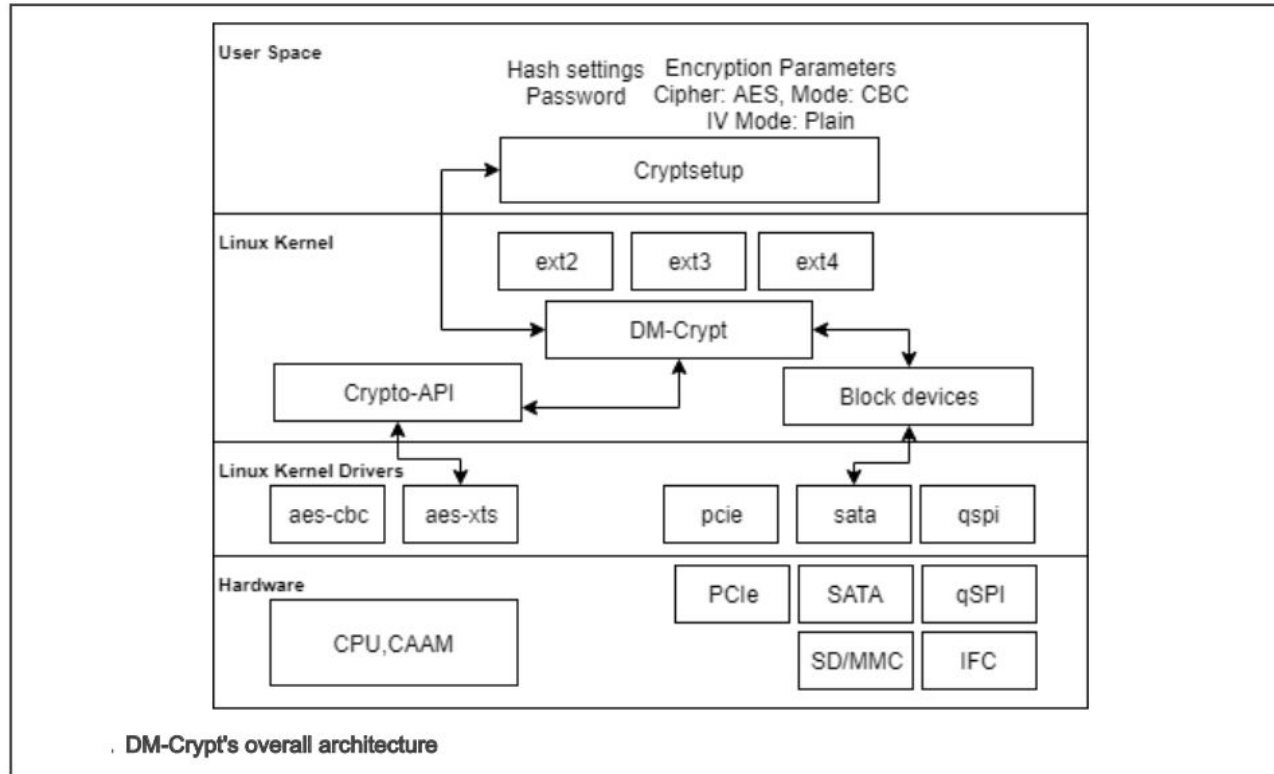 User Space
Hash settings
Password
Encryption Parameters
Cipher: AES, Mode: CBC
IV Mode: Plain
Cryptsetup
Linux Kernel
ext2
ext3
ext4
DM-Crypt
Crypto-API
Block devices
Linux Kernel Drivers
aes-cbc
aes-xts
pcie
sata
qspi
Hardware
CPU,CAAM
PCIe
SATA
qSPI
SD/MMC
IFC
. DM-Crypt's overall architecture